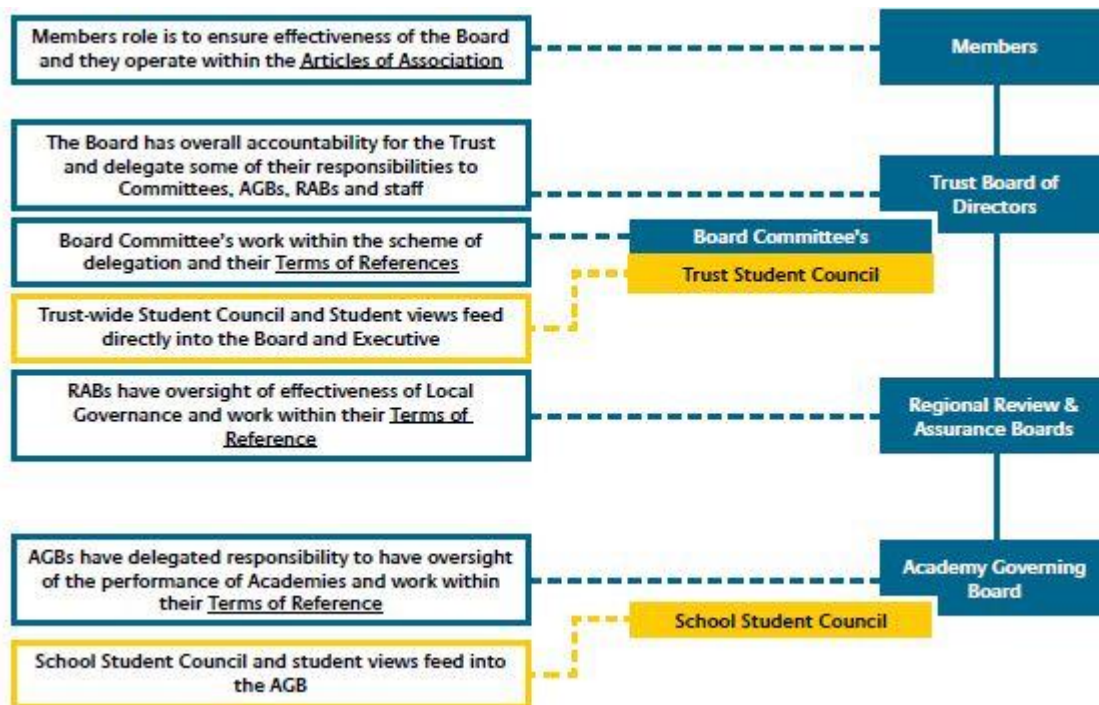 Members role is to ensure effectiveness of the Board
and they operate within the Articles of Association
Members
The Board has overall accountability for the Trust
and delegate some of their responsibilities to
Committees, AGBs, RABs and staff
Trust Board of
Directors
Board Committee's work within the scheme of
delegation and their Terms of References
Board Committee's
Trust Student Council
Trust-wide Student Council and Student views feed
directly into the Board and Executive
RABs have oversight of effectiveness of Local
Governance and work within their Terms of
Reference
Regional Review &
Assurance Boards
AGBs have delegated responsibility to have oversight
of the performance of Academies and work within
their Terms of Reference
Academy Governing
Board
School Student Council
School Student Council and student views feed into
the AGB